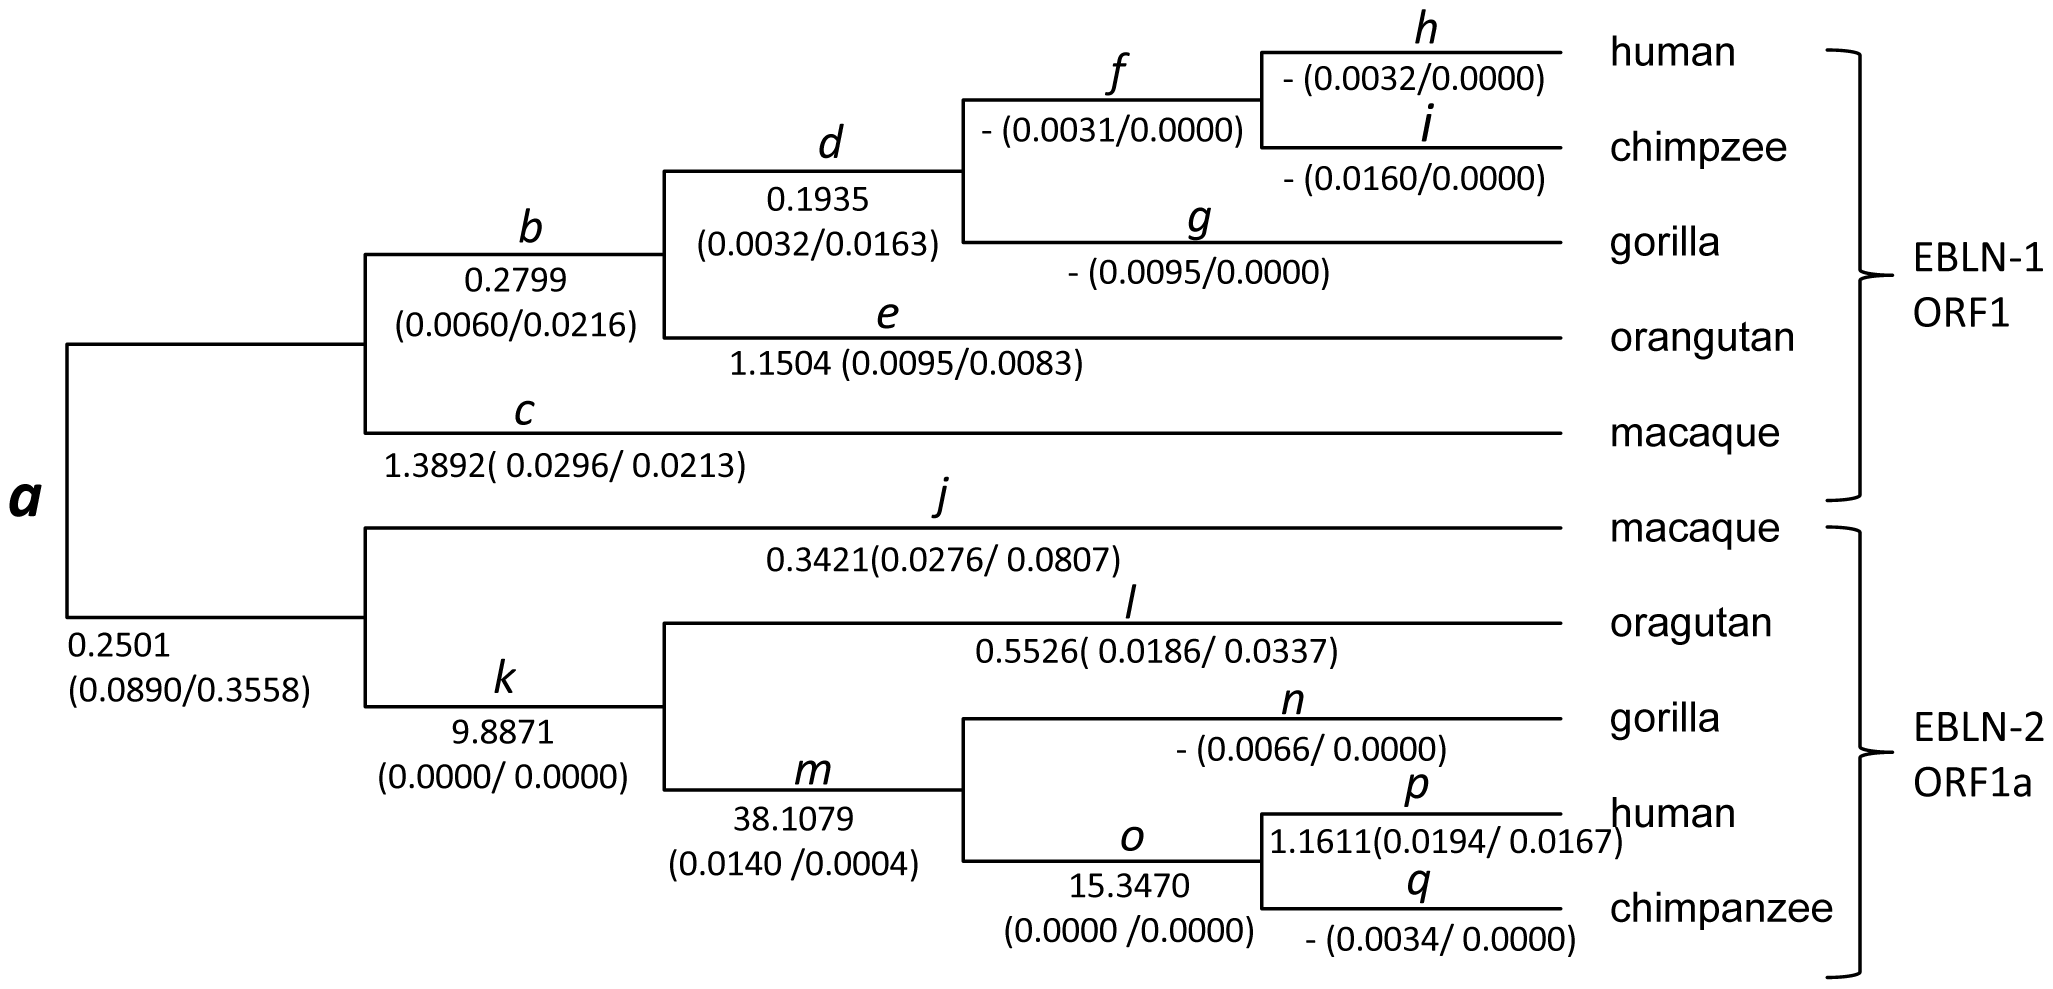 h
human
- (0.0032/0.0000)
f
- (0.0031/0.0000)
i
chimpzee
- (0.0160/0.0000)
d
0.1935
(0.0032/0.0163)
g
gorilla
- (0.0095/0.0000)
b
0.2799
(0.0060/0.0216)
e
orangutan
1.1504 (0.0095/0.0083)
c
macaque
1.3892( 0.0296/ 0.0213)
EBLN-1
ORF1
a
0.2501
(0.0890/0.3558)
j
macaque
0.3421(0.0276/ 0.0807)
l
oragutan
0.5526( 0.0186/ 0.0337)
k
9.8871
(0.0000/ 0.0000)
n
gorilla
- (0.0066/ 0.0000)
m
38.1079
(0.0140 /0.0004)
p
human
1.1611(0.0194/ 0.0167)
o
15.3470
(0.0000 /0.0000)
q
chimpanzee
- (0.0034/ 0.0000)
EBLN-2
ORF1a